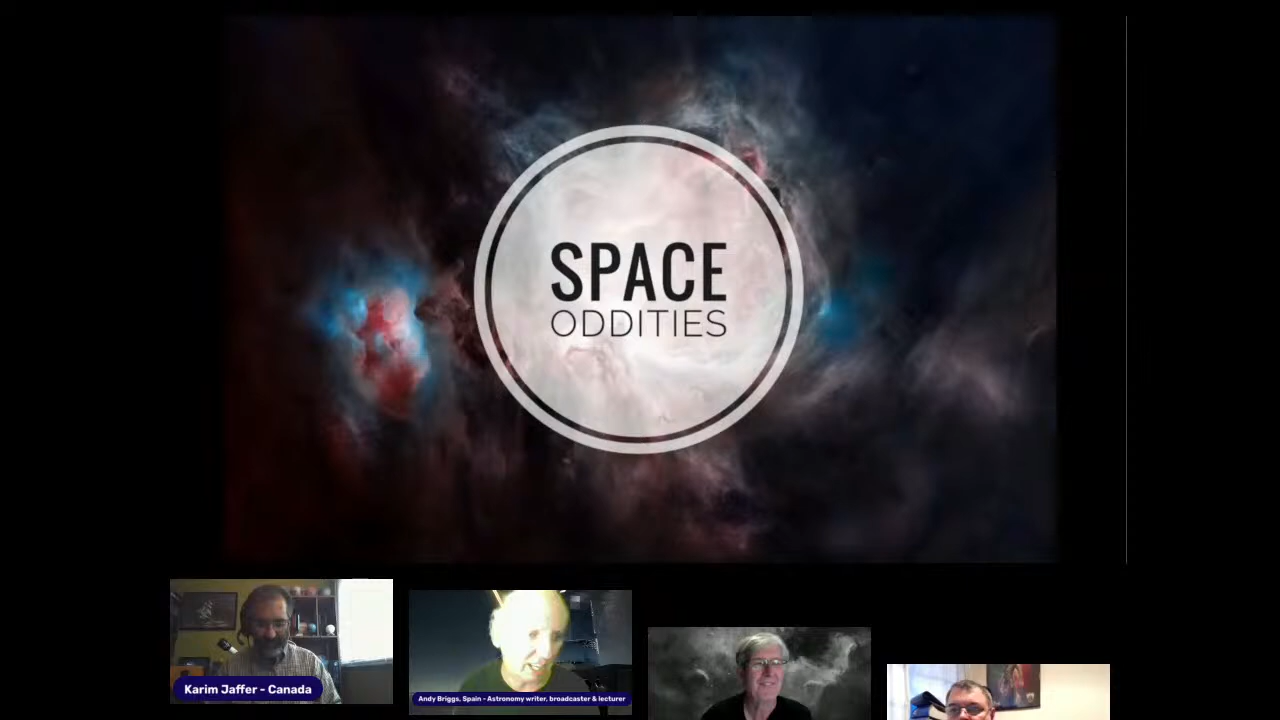 SPACE
ODDITIES
Karim Jaffer - Canada
Andy Briggs, Spain - Astronomy writer, broadcaster & lecturer